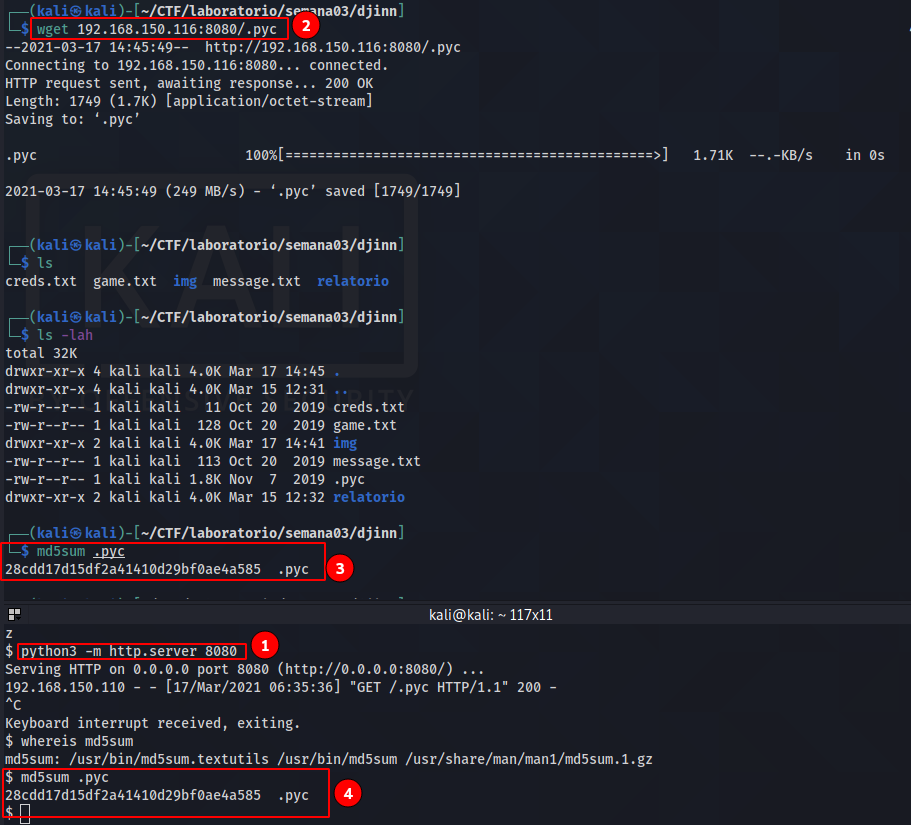 ┌──(kali㉿kali)-[~/CTF/laboratorio/semana03/djinn]
└─$ wget 192.168.150.116:8080/.pyc 2
--2021-03-17 14:45:49--  http://192.168.150.116:8080/.pyc
Connecting to 192.168.150.116:8080... connected.
HTTP request sent, awaiting response... 200 OK
Length: 1749 (1.7K) [application/octet-stream]
Saving to: ‘.pyc’
.pyc                          100%[===============================================>]   1.71K  --.-KB/s    in 0s
2021-03-17 14:45:49 (249 MB/s) - ‘.pyc’ saved [1749/1749]
┌──(kali㉿kali)-[~/CTF/laboratorio/semana03/djinn]
└─$ ls
creds.txt  game.txt  img  message.txt  relatorio
┌──(kali㉿kali)-[~/CTF/laboratorio/semana03/djinn]
└─$ ls -lah
total 32K
drwxr-xr-x 4 kali kali 4.0K Mar 17 14:45 .
drwxr-xr-x 4 kali kali 4.0K Mar 15 12:31 ..
-rw-r--r-- 1 kali kali   11 Oct 20  2019 creds.txt
-rw-r--r-- 1 kali kali  128 Oct 20  2019 game.txt
drwxr-xr-x 2 kali kali 4.0K Mar 17 14:41 img
-rw-r--r-- 1 kali kali  113 Oct 20  2019 message.txt
-rw-r--r-- 1 kali kali 1.8K Nov  7  2019 .pyc
drwxr-xr-x 2 kali kali 4.0K Mar 15 12:32 relatorio
┌──(kali㉿kali)-[~/CTF/laboratorio/semana03/djinn]
└─$ md5sum .pyc
28cdd17d15df2a41410d29bf0ae4a585  .pyc 3
kali@kali: ~ 117x11
z
$ python3 -m http.server 8080 1
Serving HTTP on 0.0.0.0 port 8080 (http://0.0.0.0:8080/) ...
192.168.150.110 - - [17/Mar/2021 06:35:36] "GET /.pyc HTTP/1.1" 200 -
^C
Keyboard interrupt received, exiting.
$ whereis md5sum
md5sum: /usr/bin/md5sum.textutils /usr/bin/md5sum /usr/share/man/man1/md5sum.1.gz
$ md5sum .pyc
28cdd17d15df2a41410d29bf0ae4a585  .pyc 4
$
KALI